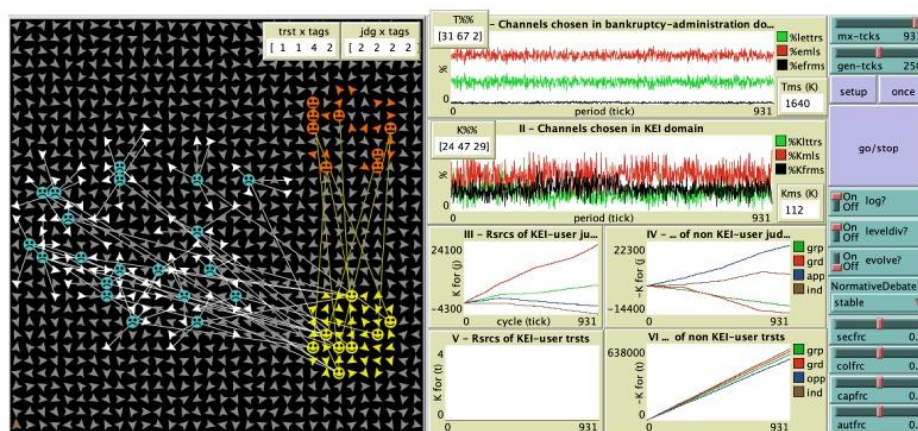 trst x tags
[ 1 1 4 2
jdg x tags
[ 2 2 2 2
T%%
[31 67 2]
- Channels chosen in bankruptcy-administration do...
%lettrs
%emls
%efrms
%
Tms (K)
1640
0
period (tick)
931
K%%
[24 47 29]
II - Channels chosen in KEI domain
%Klttrs
%Kmls
%Kfrms
%
Kms (K)
112
0
period (tick)
931
III - Rsrcs of KEI-user ju...
24100
K for (j)
-4300
0
cycle (tick)
931
IV - ... of non KEI-user jud...
22300
-K for (j)
-14400
0
931
grp
grd
app
ind
V - Rsrcs of KEI-user trsts
4
K for (t)
0
0
931
VI ... of non KEI-user trsts
638000
-K for (t)
0
0
931
grp
grd
opp
ind
mx-tcks
931
gen-tcks
250
setup
once
go/stop
On
Off
log?
On
Off
leveldiv?
On
Off
evolve?
NormativeDebate
stable
secfrc
0.
colfrc
0.
capfrc
0.
autfrc
0.